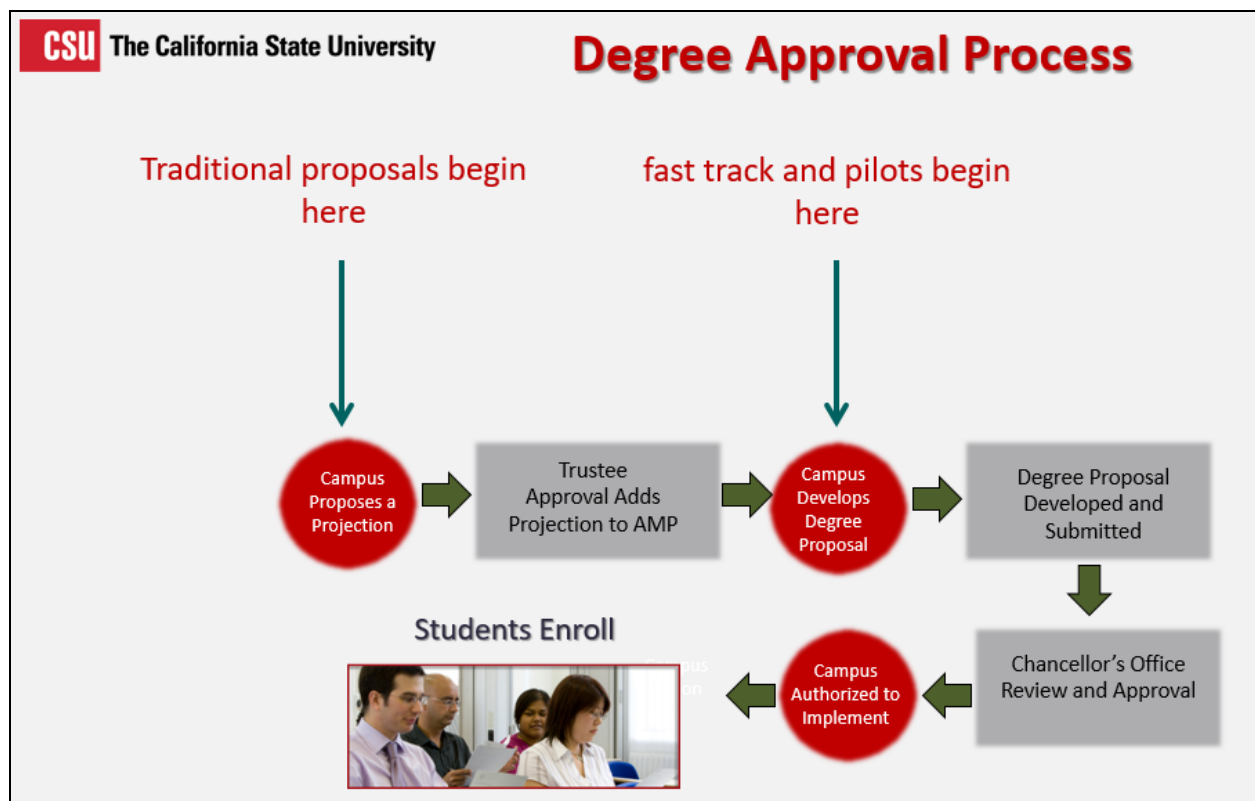 CSU The California State University
Degree Approval Process
Traditional proposals begin
here
fast track and pilots begin
here
Campus
Proposes a
Projection
Trustee
Approval Adds
Projection to AMP
Campus
Develops
Degree
Proposal
Degree Proposal
Developed and
Submitted
Chancellor's Office
Review and Approval
Campus
Authorized to
Implement
Students Enroll